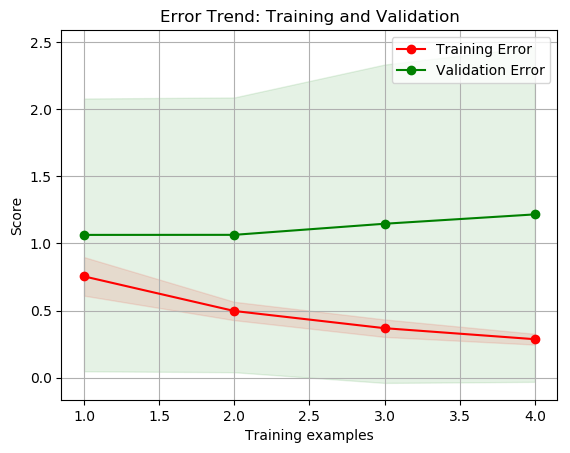 Error Trend: Training and Validation
Training Error
Validation Error
Score
2.5
2.0
1.5
1.0
0.5
0.0
1.0 1.5 2.0 2.5 3.0 3.5 4.0
Training examples